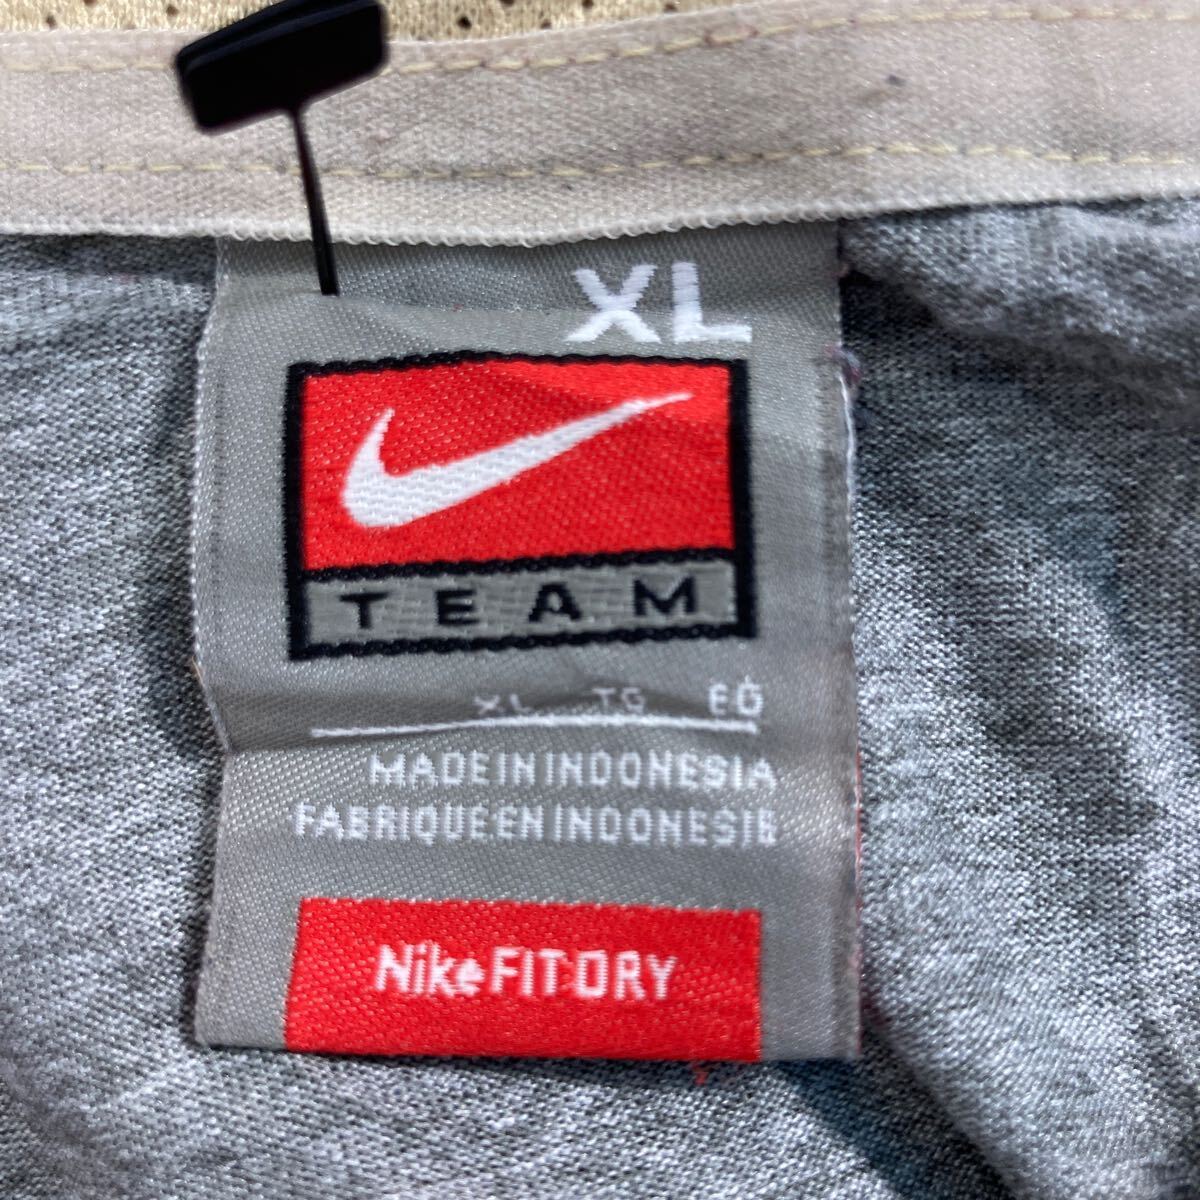 XL
TEAM
XL TG EG
MADE IN INDONESIA
FABRIQUE EN INDONESIE
Nike FIT DRY